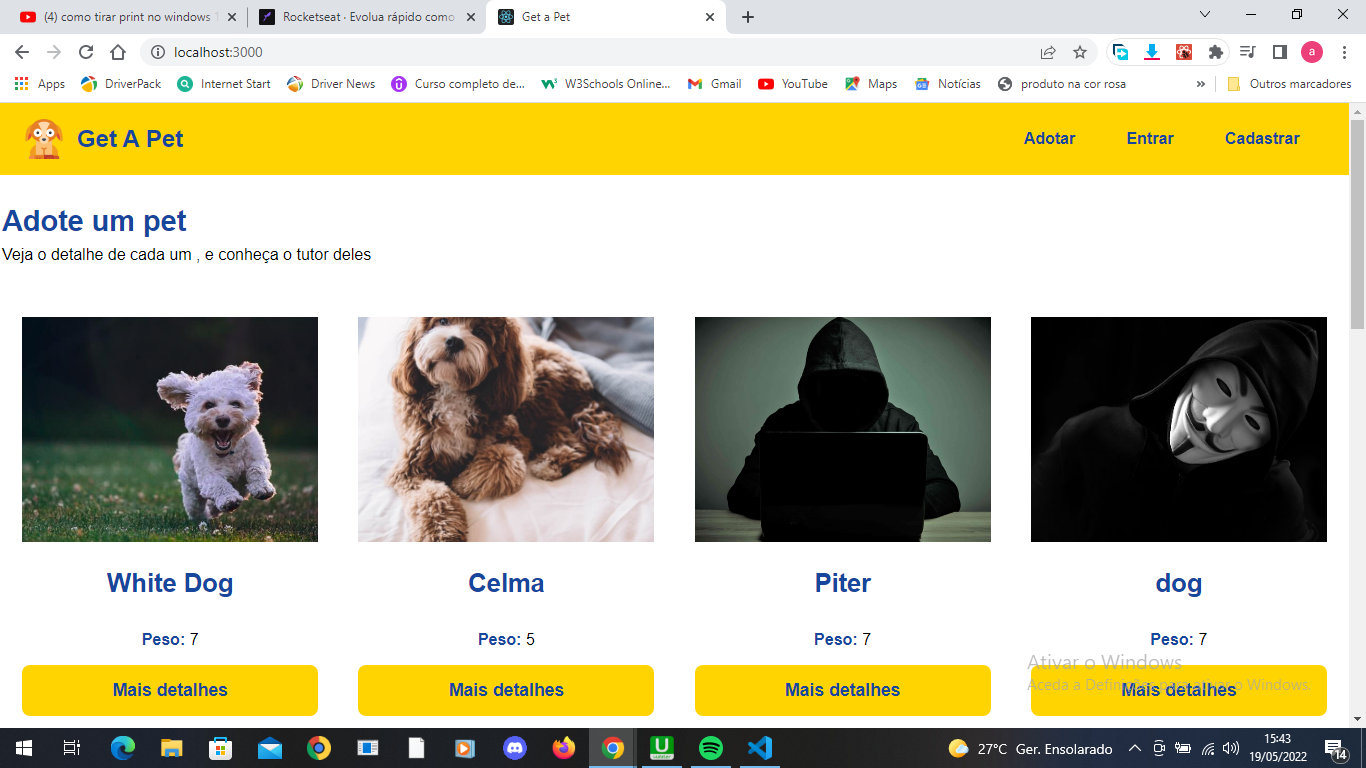 (4) como tirar print no windows 1
Rocketseat · Evolua rápido como
Get a Pet
localhost:3000
a
Apps
DriverPack
Internet Start
Driver News
Curso completo de...
W3Schools Online...
Gmail
YouTube
Maps
Notícias
produto na cor rosa
»
Outros marcadores
Get A Pet
Adotar
Entrar
Cadastrar
Adote um pet
Veja o detalhe de cada um , e conheça o tutor deles
White Dog
Celma
Piter
dog
Peso: 7
Peso: 5
Peso: 7
Peso: 7
Ativar o Windows
Aceda a Definições para ativar o Windows.
Mais detalhes
Mais detalhes
Mais detalhes
Mais detalhes
27°C Ger. Ensolarado
15:43
19/05/2022
14